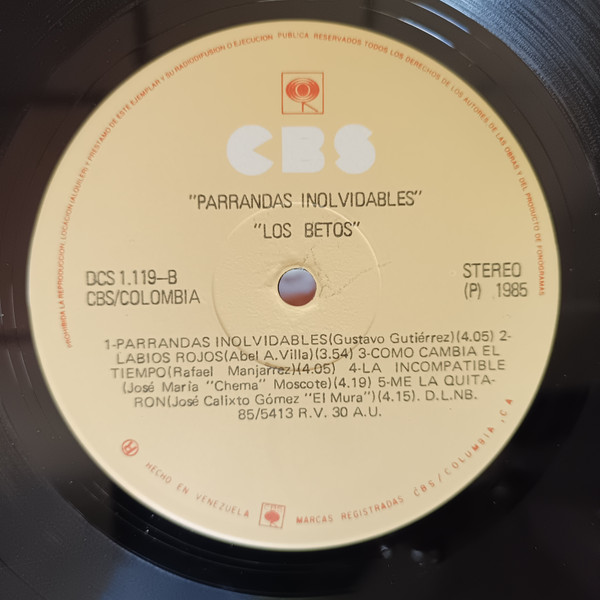 PROHIBIDA LA REPRODUCCION, LOCACION (ALQUILER) Y PRESTAMO DE ESTE EJEMPLAR Y SU RADIODIFUSION O EJECUCION PUBLICA RESERVADOS TODOS LOS DERECHOS DE LOS AUTORES DE LAS OBRAS Y DEL PRODUCTO DE FONOGRAMAS
CBS
"PARRANDAS INOLVIDABLES"
"LOS BETOS"
DCS 1.119-B
CBS/COLOMBIA
STEREO
(P) 1985
1-PARRANDAS INOLVIDABLES(Gustavo Gutiérrez)(4.05) 2-
LABIOS ROJOS(Abel A.Villa)(3.54) 3-COMO CAMBIA EL
TIEMPO(Rafael Manjarrez)(4.05) 4-LA INCOMPATIBLE
(José Maria "Chema" Moscote)(4.19) 5-ME LA QUITA-
RON(José Calixto Gómez "El Mura")(4.15). D.L.NB.
85/5413 R.V. 30 A.U.
HECHO EN VENEZUELA
MARCAS REGISTRADAS CBS/COLUMBIA, CA